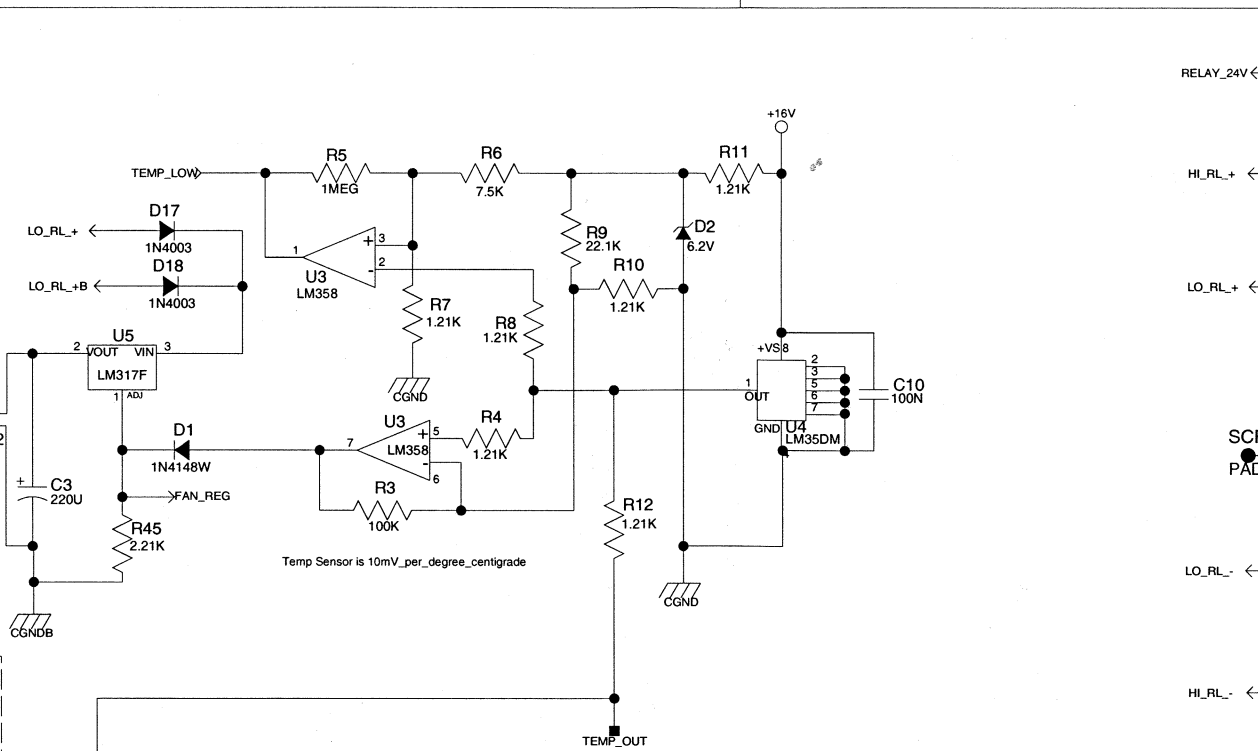 RELAY_24V
+16V
R5
R6
R11
TEMP_LOW
1MEG
7.5K
1.21K
HI_RL_+
D17
LO_RL_+
1N4003
R9
22.1K
D2
6.2V
3
1
2
U3
LM358
D18
LO_RL_+B
1N4003
R10
1.21K
LO_RL_+
R7
1.21K
R8
1.21K
U5
2
VOUT
VIN
3
LM317F
1
ADJ
+VS
8
1
OUT
2
3
5
6
7
C10
100N
GND
U4
LM35DM
4
CGND
U3
R4
D1
7
LM358
5
6
1.21K
1N4148W
SCR
PAD
+
C3
220U
FAN_REG
R3
100K
R12
1.21K
R45
2.21K
Temp Sensor is 10mV_per_degree_centigrade
CGND
LO_RL_-
CGNDB
HI_RL_-
TEMP_OUT